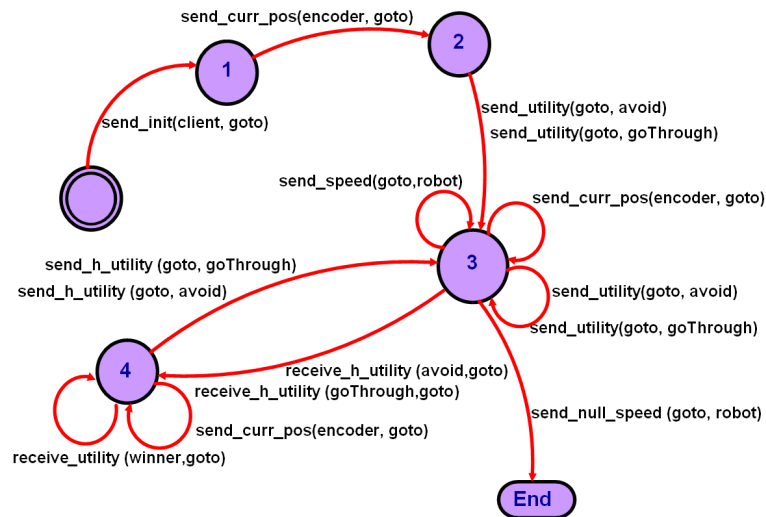 send_curr_pos(encoder, goto)
1
2
send_init(client, goto)
send_utility(goto, avoid)
send_utility(goto, goThrough)
send_speed(goto,robot)
send_curr_pos(encoder, goto)
3
send_h_utility (goto, goThrough)
send_h_utility (goto, avoid)
send_utility(goto, avoid)
send_utility(goto, goThrough)
4
receive_h_utility (avoid,goto)
receive_h_utility (goThrough,goto)
send_null_speed (goto, robot)
send_curr_pos(encoder, goto)
receive_utility (winner,goto)
End